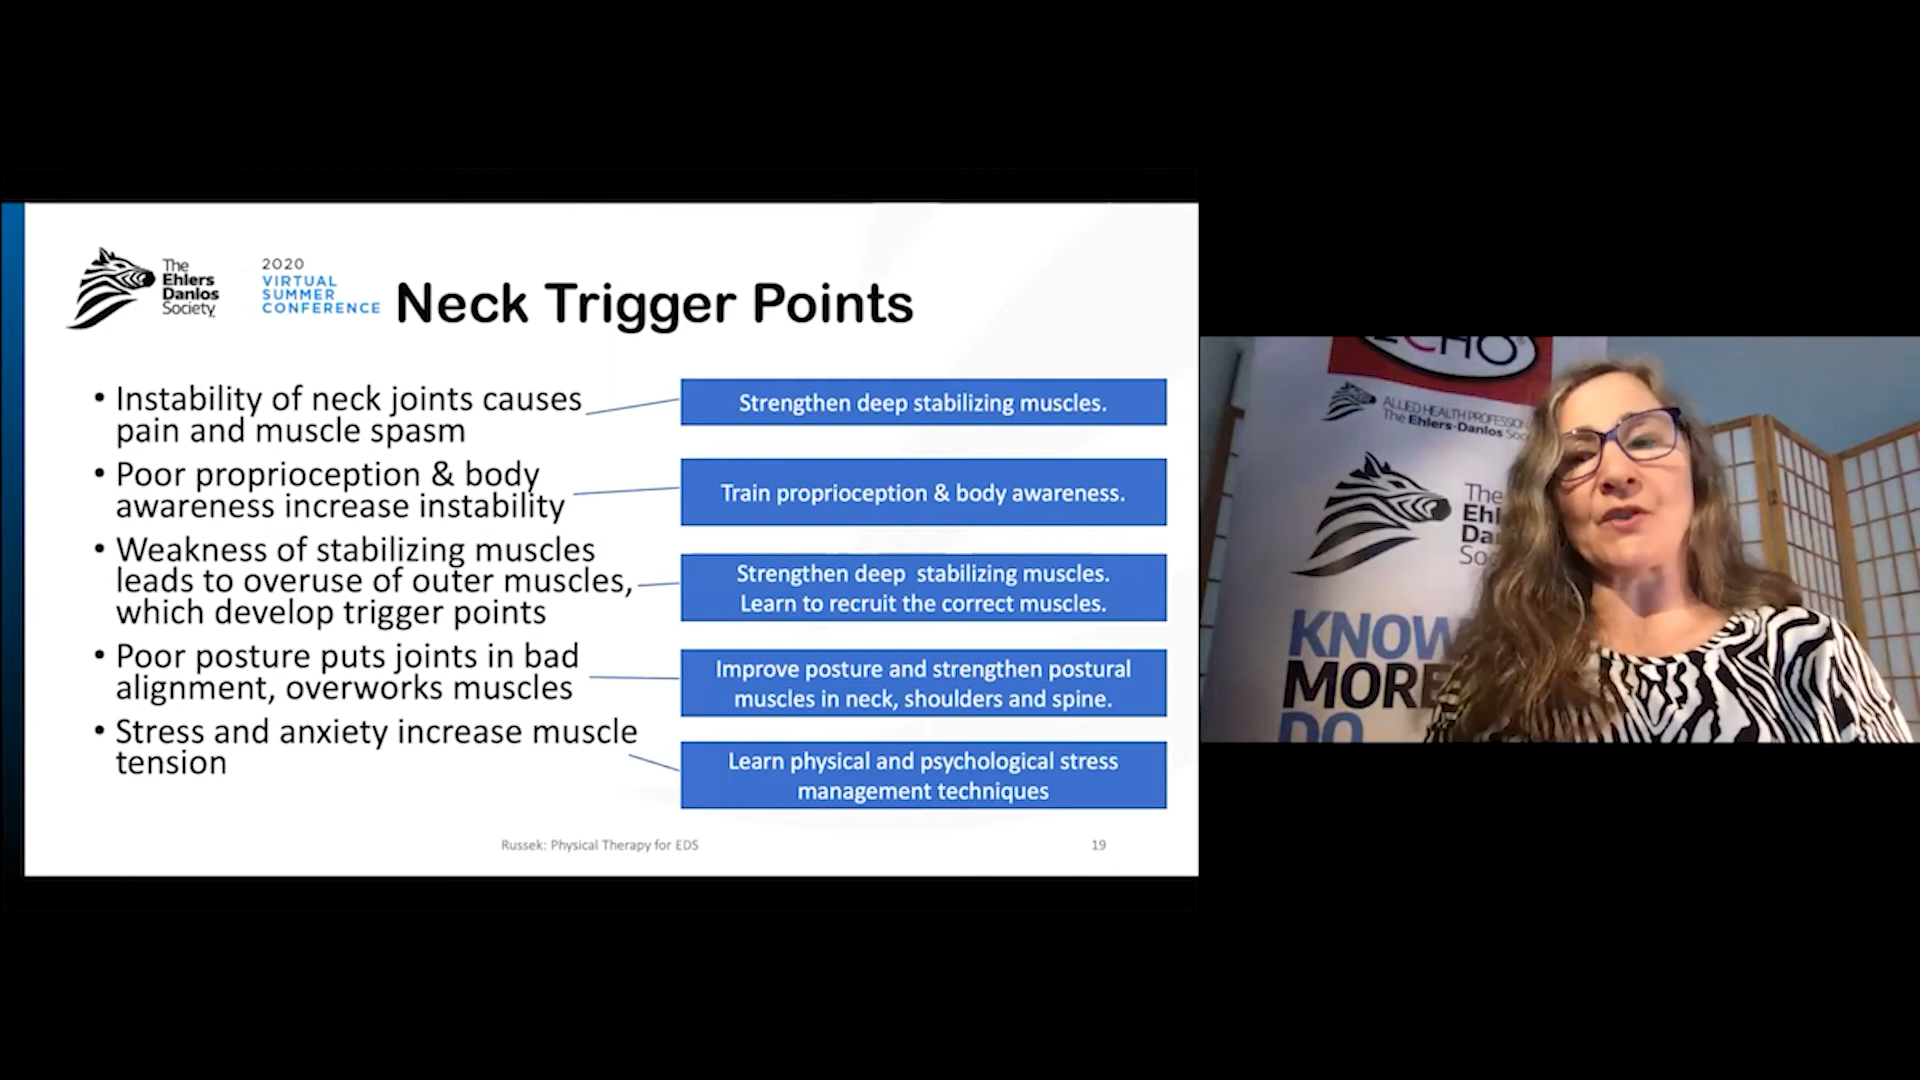 The
Ehlers
Danlos
Society
2020
VIRTUAL
SUMMER
CONFERENCE
Neck Trigger Points
• Instability of neck joints causes
pain and muscle spasm
• Poor proprioception & body
awareness increase instability
• Weakness of stabilizing muscles
leads to overuse of outer muscles,
which develop trigger points
• Poor posture puts joints in bad
alignment, overworks muscles
• Stress and anxiety increase muscle
tension
Strengthen deep stabilizing muscles.
Train proprioception & body awareness.
Strengthen deep stabilizing muscles.
Learn to recruit the correct muscles.
Improve posture and strengthen postural
muscles in neck, shoulders and spine.
Learn physical and psychological stress
management techniques
Russek: Physical Therapy for EDS
19
CHO
ALLIED HEALTH
The Ehlers-Danlos
The
KNOW
MORE
DO